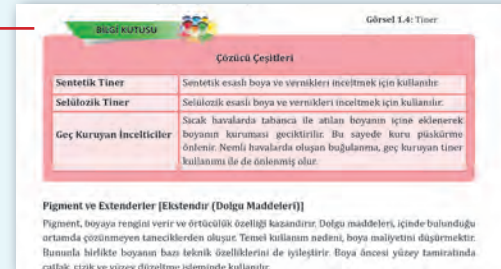 Görsel 1.4: Tiner
BİLGİ KUTUSU
Çözücü Çeşitleri
Sentetik Tiner
Sentetik esaslı boya ve vernikleri inceltmek için kullanılır.
Selülozik Tiner
Selülozik esaslı boya ve vernikleri inceltmek için kullanılır.
Geç Kuruyan İncelticiler
Sıcak havalarda tabanca ile atılan boyanın içine eklenerek
boyanın kuruması geciktirilir. Bu sayede kuru püskürme
önlenir. Nemli havalarda oluşan buğulanma, geç kuruyan tiner
kullanımı ile de önlenmiş olur.
Pigment ve Extenderler [Ekstendır (Dolgu Maddeleri)]
Pigment, boyaya rengini verir ve örtücülük özelliği kazandırır. Dolgu maddeleri, içinde bulunduğu
ortamda çözünmeyen taneciklerden oluşur. Temel kullanım nedeni, boya maliyetini düşürmektir.
Bununla birlikte boyanın bazı teknik özelliklerini de iyileştirir. Boya öncesi yüzey tamiratında
çatlak, çizik ve yüzey düzeltme işleminde kullanılır.